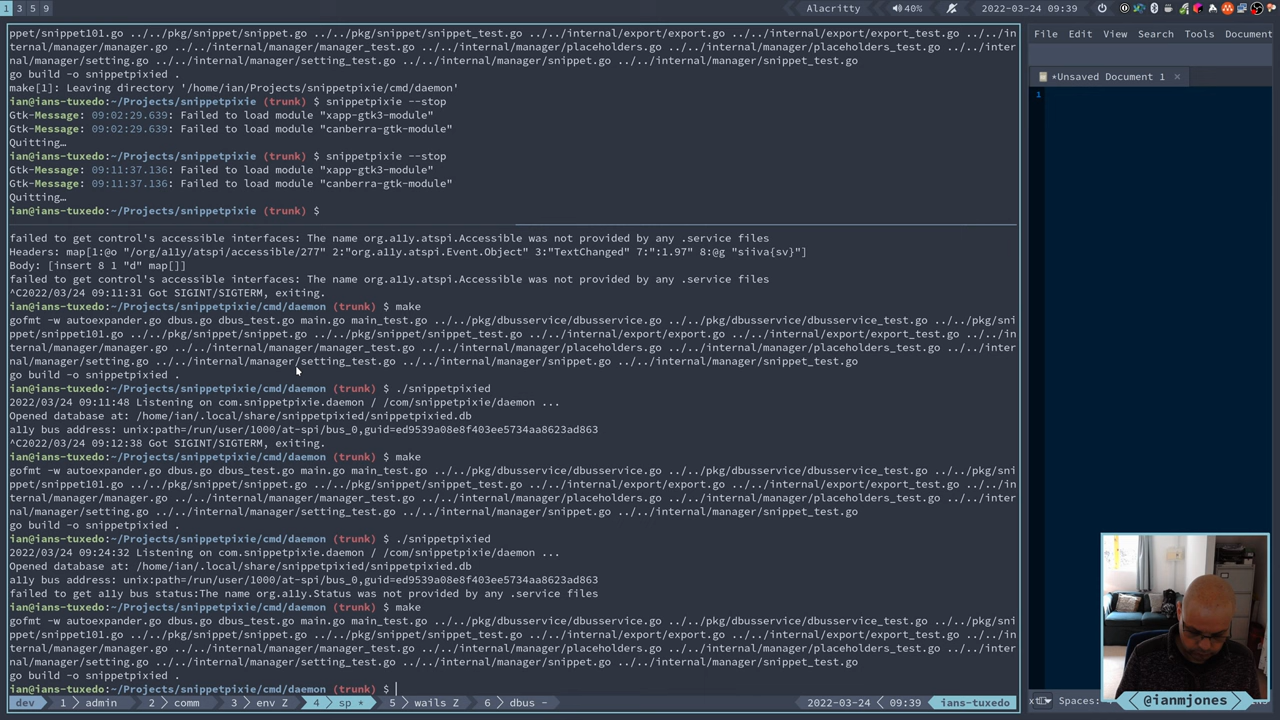 1 3 5 9
Alacritty
40%
2022-03-24 09:39
ppet/snippet101.go ../../pkg/snippet/snippet.go ../../pkg/snippet/snippet_test.go ../../internal/export/export.go ../../internal/export/export_test.go ../../in
ternal/manager/manager.go ../../internal/manager/manager_test.go ../../internal/manager/placeholders.go ../../internal/manager/placeholders_test.go ../../inter
nal/manager/setting.go ../../internal/manager/setting_test.go ../../internal/manager/snippet.go ../../internal/manager/snippet_test.go
go build -o snippetpixied .
make[1]: Leaving directory '/home/ian/Projects/snippetpixie/cmd/daemon'
ian@ians-tuxedo:~/Projects/snippetpixie (trunk) $ snippetpixie --stop
Gtk-Message: 09:02:29.639: Failed to load module "xapp-gtk3-module"
Gtk-Message: 09:02:29.639: Failed to load module "canberra-gtk-module"
Quitting…
ian@ians-tuxedo:~/Projects/snippetpixie (trunk) $ snippetpixie --stop
Gtk-Message: 09:11:37.136: Failed to load module "xapp-gtk3-module"
Gtk-Message: 09:11:37.136: Failed to load module "canberra-gtk-module"
Quitting…
ian@ians-tuxedo:~/Projects/snippetpixie (trunk) $
failed to get control's accessible interfaces: The name org.a11y.atspi.Accessible was not provided by any .service files
Headers: map[1:@o "/org/a11y/atspi/accessible/277" 2:"org.a11y.atspi.Event.Object" 3:"TextChanged" 7:":1.97" 8:@g "siiva{sv}"]
Body: [insert 8 1 "d" map[]]
failed to get control's accessible interfaces: The name org.a11y.atspi.Accessible was not provided by any .service files
^C2022/03/24 09:11:31 Got SIGINT/SIGTERM, exiting.
ian@ians-tuxedo:~/Projects/snippetpixie/cmd/daemon (trunk) $ make
gofmt -w autoexpander.go dbus.go dbus_test.go main.go main_test.go ../../pkg/dbusservice/dbusservice.go ../../pkg/dbusservice/dbusservice_test.go ../../pkg/sni
ppet/snippet101.go ../../pkg/snippet/snippet.go ../../pkg/snippet/snippet_test.go ../../internal/export/export.go ../../internal/export/export_test.go ../../in
ternal/manager/manager.go ../../internal/manager/manager_test.go ../../internal/manager/placeholders.go ../../internal/manager/placeholders_test.go ../../inter
nal/manager/setting.go ../../internal/manager/setting_test.go ../../internal/manager/snippet.go ../../internal/manager/snippet_test.go
go build -o snippetpixied .
ian@ians-tuxedo:~/Projects/snippetpixie/cmd/daemon (trunk) $ ./snippetpixied
2022/03/24 09:11:48 Listening on com.snippetpixie.daemon / /com/snippetpixie/daemon ...
Opened database at: /home/ian/.local/share/snippetpixied/snippetpixied.db
a11y bus address: unix:path=/run/user/1000/at-spi/bus_0,guid=ed9539a08e8f403ee5734aa8623ad863
^C2022/03/24 09:12:38 Got SIGINT/SIGTERM, exiting.
ian@ians-tuxedo:~/Projects/snippetpixie/cmd/daemon (trunk) $ make
gofmt -w autoexpander.go dbus.go dbus_test.go main.go main_test.go ../../pkg/dbusservice/dbusservice.go ../../pkg/dbusservice/dbusservice_test.go ../../pkg/sni
ppet/snippet101.go ../../pkg/snippet/snippet.go ../../pkg/snippet/snippet_test.go ../../internal/export/export.go ../../internal/export/export_test.go ../../in
ternal/manager/manager.go ../../internal/manager/manager_test.go ../../internal/manager/placeholders.go ../../internal/manager/placeholders_test.go ../../inter
nal/manager/setting.go ../../internal/manager/setting_test.go ../../internal/manager/snippet.go ../../internal/manager/snippet_test.go
go build -o snippetpixied .
ian@ians-tuxedo:~/Projects/snippetpixie/cmd/daemon (trunk) $ ./snippetpixied
2022/03/24 09:24:32 Listening on com.snippetpixie.daemon / /com/snippetpixie/daemon ...
Opened database at: /home/ian/.local/share/snippetpixied/snippetpixied.db
a11y bus address: unix:path=/run/user/1000/at-spi/bus_0,guid=ed9539a08e8f403ee5734aa8623ad863
failed to get a11y bus status:The name org.a11y.Status was not provided by any .service files
ian@ians-tuxedo:~/Projects/snippetpixie/cmd/daemon (trunk) $ make
gofmt -w autoexpander.go dbus.go dbus_test.go main.go main_test.go ../../pkg/dbusservice/dbusservice.go ../../pkg/dbusservice/dbusservice_test.go ../../pkg/sni
ppet/snippet101.go ../../pkg/snippet/snippet.go ../../pkg/snippet/snippet_test.go ../../internal/export/export.go ../../internal/export/export_test.go ../../in
ternal/manager/manager.go ../../internal/manager/manager_test.go ../../internal/manager/placeholders.go ../../internal/manager/placeholders_test.go ../../inter
nal/manager/setting.go ../../internal/manager/setting_test.go ../../internal/manager/snippet.go ../../internal/manager/snippet_test.go
go build -o snippetpixied .
ian@ians-tuxedo:~/Projects/snippetpixie/cmd/daemon (trunk) $
dev 1 admin 2 comm 3 env Z 4 sp * 5 wails Z 6 dbus - 2022-03-24 09:39 ians-tuxedo
File Edit View Search Tools Document
*Unsaved Document 1 ×
1
Spaces:
@ianmjones